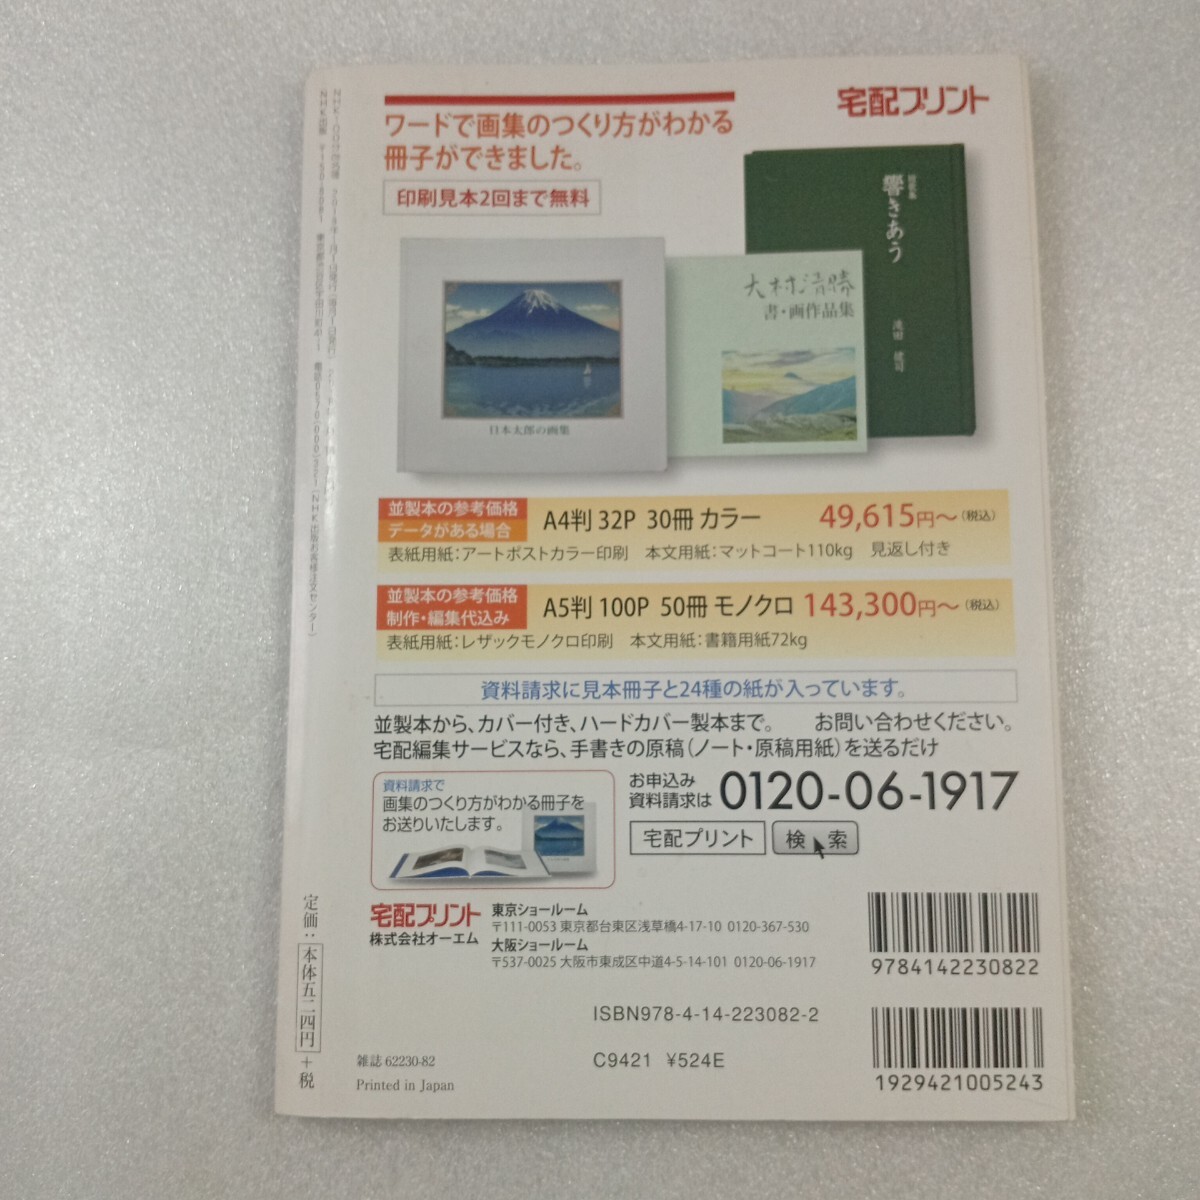 宅配プリント
ワードで画集のつくり方がわかる
冊子ができました。
印刷見本2回まで無料
響きあう
滝田 健司
大村清勝
書・画作品集
日本太郎の画集
並製本の参考価格
データがある場合
A4判 32P 30冊 カラー 49,615円〜(税込)
表紙用紙：アートポストカラー印刷 本文用紙：マットコート110kg 見返し付き
並製本の参考価格
制作・編集代込み
A5判 100P 50冊 モノクロ 143,300円〜(税込)
表紙用紙：レザックモノクロ印刷 本文用紙：書籍用紙72kg
資料請求に見本冊子と24種の紙が入っています。
並製本から、カバー付き、ハードカバー製本まで。 お問い合わせください。
宅配編集サービスなら、手書きの原稿（ノート・原稿用紙）を送るだけ
資料請求で
画集のつくり方がわかる冊子を
お送りいたします。
お申込み
資料請求は 0120-06-1917
宅配プリント 検索
宅配プリント
株式会社オーエム
東京ショールーム
〒111-0053 東京都台東区浅草橋4-17-10 0120-367-530
大阪ショールーム
〒537-0025 大阪市東成区中道4-5-14-101 0120-06-1917
9784142230822
ISBN978-4-14-223082-2
C9421 ¥524E
1929421005243
雑誌 62230-82
Printed in Japan
定価：本体五二四円＋税